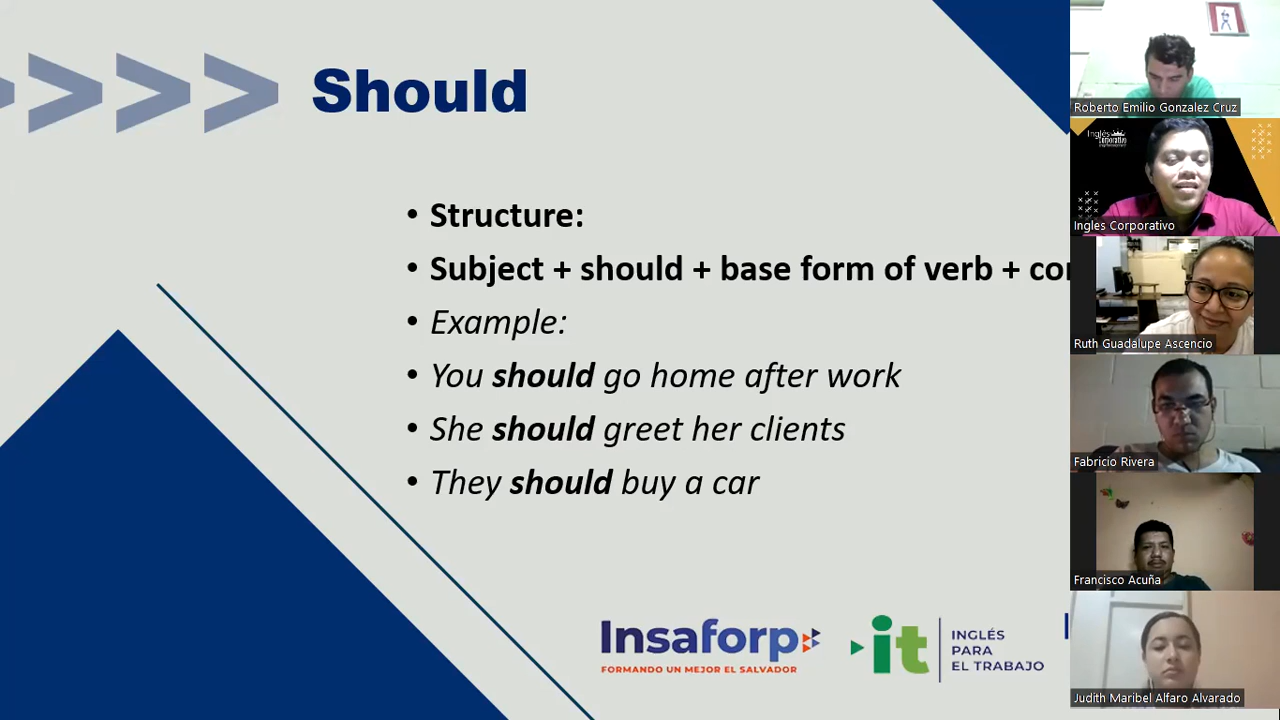 Should
• Structure:
• Subject + should + base form of verb +
• Example:
• You should go home after work
• She should greet her clients
• They should buy a car
Insaforp
FORMANDO UN MEJOR EL SALVADOR
it
INGLÉS
PARA
EL TRABAJO
Roberto Emilio Gonzalez Cruz
Inglés
Corporativo
Ingles Corporativo
Ruth Guadalupe Ascencio
Fabricio Rivera
Francisco Acuña
Judith Maribel Alfaro Alvarado